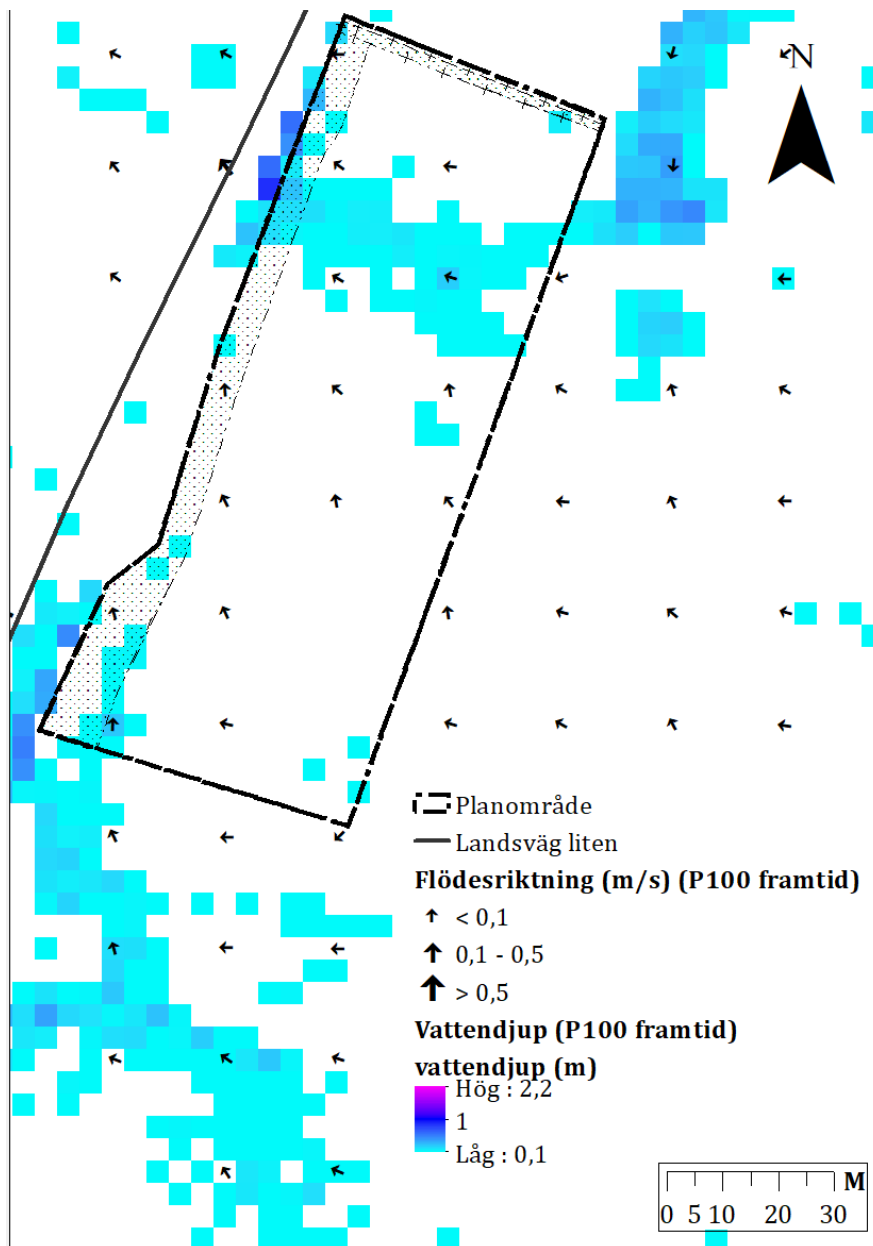 N
Planområde
Landsväg liten
Flödesriktning (m/s) (P100 framtid)
< 0,1
0,1 - 0,5
> 0,5
Vattendjup (P100 framtid)
vattendjup (m)
Hög : 2,2
1
Låg : 0,1
M
0 5 10 20 30